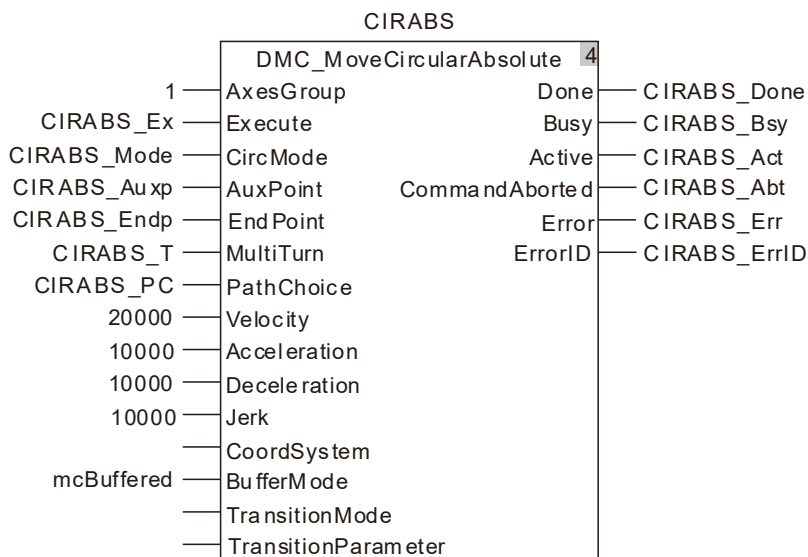 CIRABS
DMC_MoveCircularAbsolute 4
1 AxesGroup Done CIRABS_Done
CIRABS_Ex Execute Busy CIRABS_Bsy
CIRABS_Mode CircMode Active CIRABS_Act
CIRABS_Auxp AuxPoint CommandAborted CIRABS_Abt
CIRABS_Endp EndPoint Error CIRABS_Err
CIRABS_T MultiTurn ErrorID CIRABS_ErrID
CIRABS_PC PathChoice
20000 Velocity
10000 Acceleration
10000 Deceleration
10000 Jerk
CoordSystem
mcBuffered BufferMode
TransitionMode
TransitionParameter